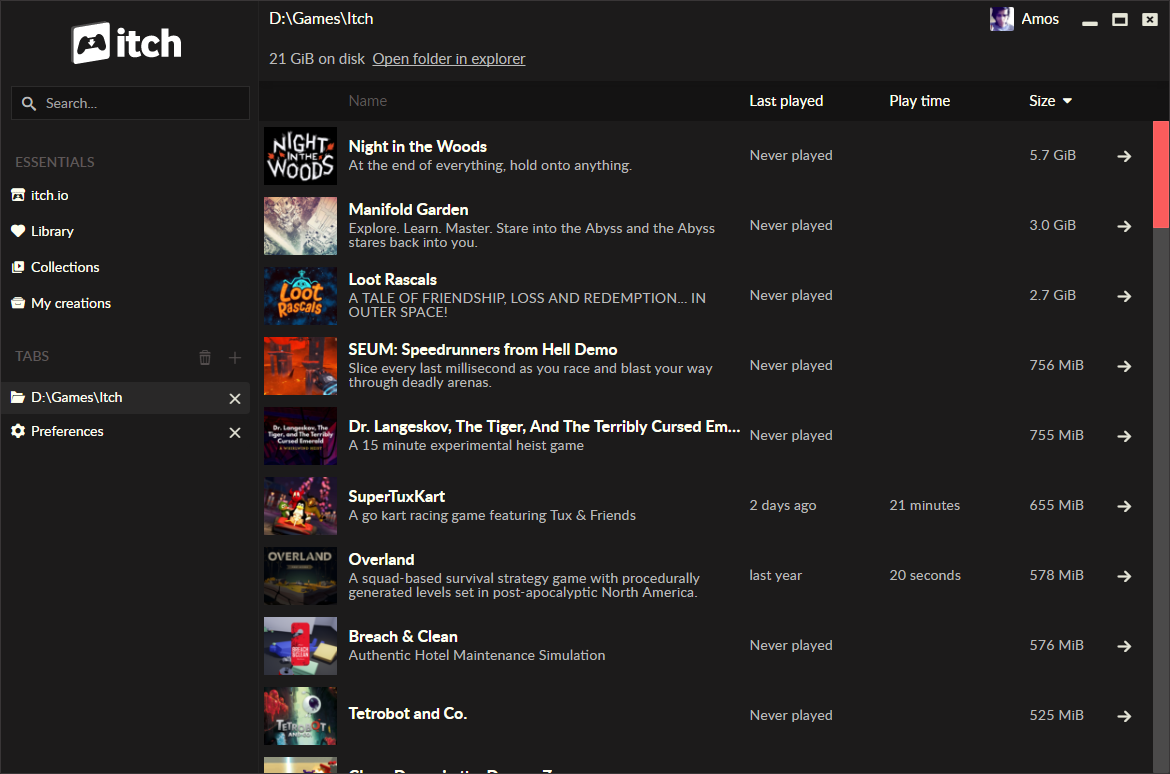 itch
Search...
ESSENTIALS
itch.io
Library
Collections
My creations
TABS
D:\Games\Itch
Preferences
D:\Games\Itch
Amos
21 GiB on disk Open folder in explorer
Name Last played Play time Size
NIGHT
IN THE
WOODS
Night in the Woods
At the end of everything, hold onto anything.
Never played
5.7 GiB
Manifold Garden
Explore. Learn. Master. Stare into the Abyss and the Abyss
stares back into you.
Never played
3.0 GiB
Loot
Rascals
Loot Rascals
A TALE OF FRIENDSHIP, LOSS AND REDEMPTION... IN
OUTER SPACE!
Never played
2.7 GiB
SEUM: Speedrunners from Hell Demo
Slice every last millisecond as you race and blast your way
through deadly arenas.
Never played
756 MiB
Dr. Langeskov, The
Tiger, and The Terribly
Cursed Emerald
A WHIRLWIND HEIST
Dr. Langeskov, The Tiger, And The Terribly Cursed Em...
A 15 minute experimental heist game
Never played
755 MiB
SuperTuxKart
A go kart racing game featuring Tux & Friends
2 days ago
21 minutes
655 MiB
OVERLAND
Overland
A squad-based survival strategy game with procedurally
generated levels set in post-apocalyptic North America.
last year
20 seconds
578 MiB
BREACH
& CLEAN
Breach & Clean
Authentic Hotel Maintenance Simulation
Never played
576 MiB
TETROBOT
Tetrobot and Co.
Never played
525 MiB